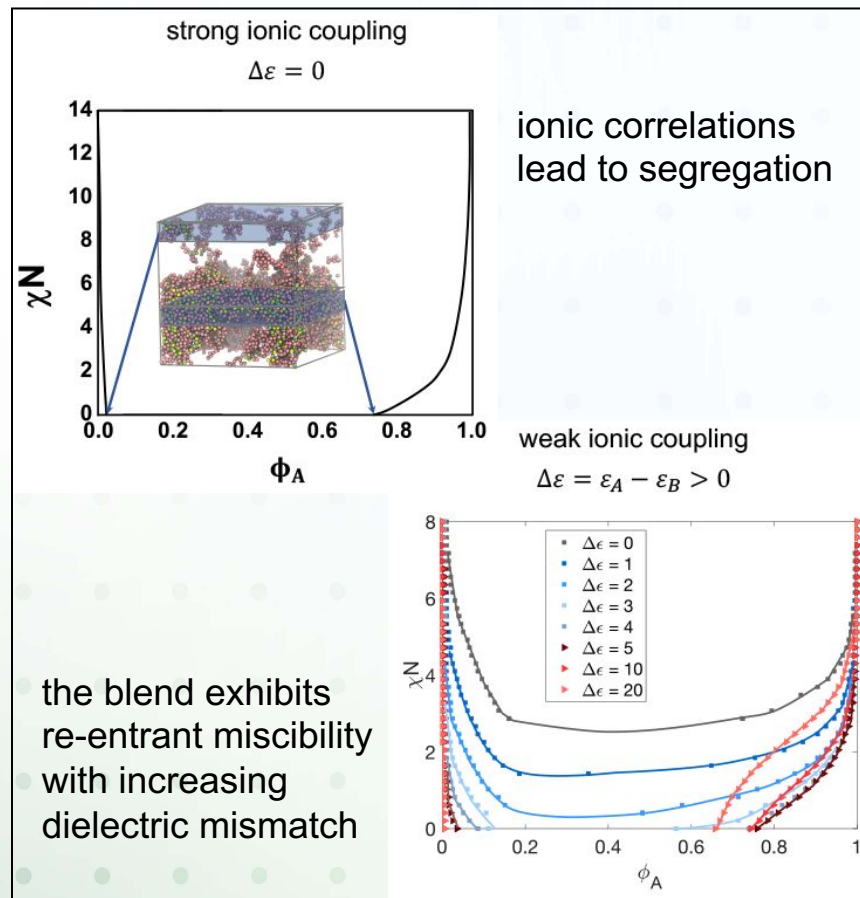 strong ionic coupling
Δε = 0
ionic correlations
lead to segregation
14
12
10
8
6
4
2
0
χN
0.0 0.2 0.4 0.6 0.8 1.0
ϕ_A
weak ionic coupling
Δε = ε_A − ε_B > 0
the blend exhibits
re-entrant miscibility
with increasing
dielectric mismatch
8
6
4
2
0
χN
Δϵ = 0
Δϵ = 1
Δϵ = 2
Δϵ = 3
Δϵ = 4
Δϵ = 5
Δϵ = 10
Δϵ = 20
0 0.2 0.4 0.6 0.8 1
ϕ_A